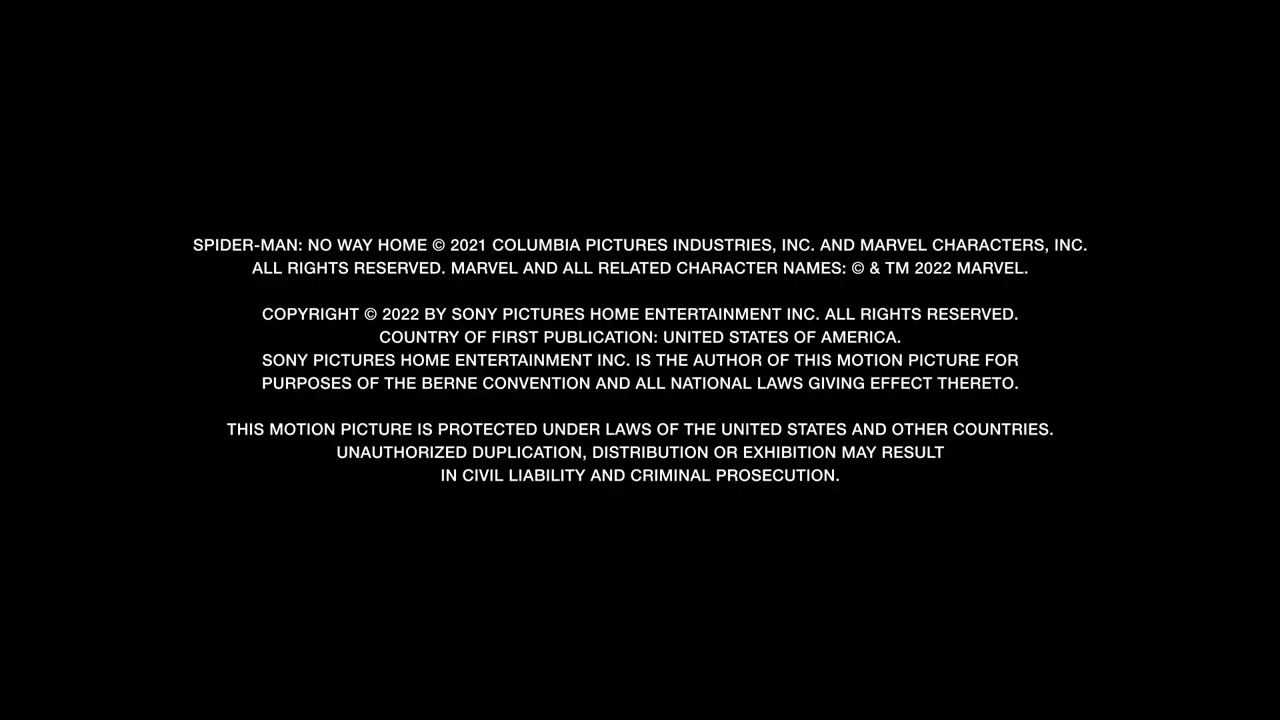 SPIDER-MAN: NO WAY HOME © 2021 COLUMBIA PICTURES INDUSTRIES, INC. AND MARVEL CHARACTERS, INC.
ALL RIGHTS RESERVED. MARVEL AND ALL RELATED CHARACTER NAMES: © & TM 2022 MARVEL.
COPYRIGHT © 2022 BY SONY PICTURES HOME ENTERTAINMENT INC. ALL RIGHTS RESERVED.
COUNTRY OF FIRST PUBLICATION: UNITED STATES OF AMERICA.
SONY PICTURES HOME ENTERTAINMENT INC. IS THE AUTHOR OF THIS MOTION PICTURE FOR
PURPOSES OF THE BERNE CONVENTION AND ALL NATIONAL LAWS GIVING EFFECT THERETO.
THIS MOTION PICTURE IS PROTECTED UNDER LAWS OF THE UNITED STATES AND OTHER COUNTRIES.
UNAUTHORIZED DUPLICATION, DISTRIBUTION OR EXHIBITION MAY RESULT
IN CIVIL LIABILITY AND CRIMINAL PROSECUTION.